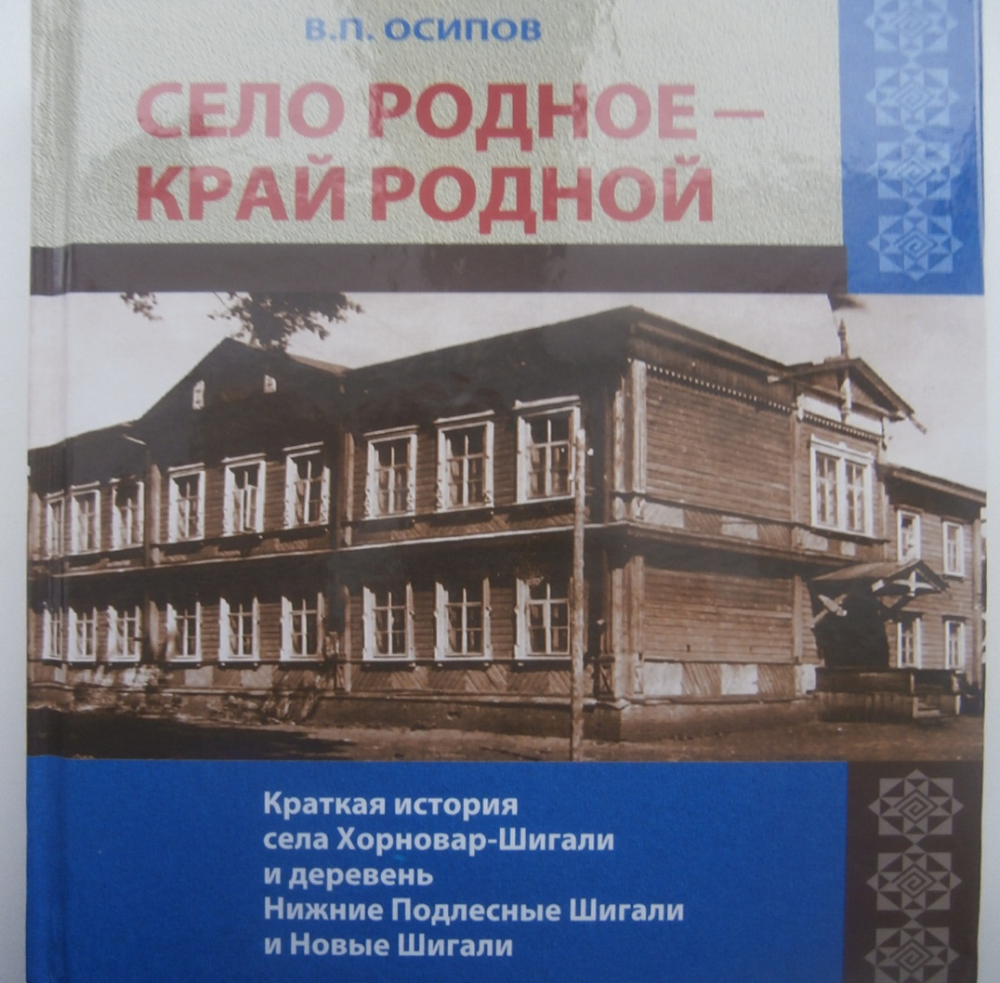 В.П. ОСИПОВ
СЕЛО РОДНОЕ –
КРАЙ РОДНОЙ
Краткая история
села Хорновар-Шигали
и деревень
Нижние Подлесные Шигали
и Новые Шигали